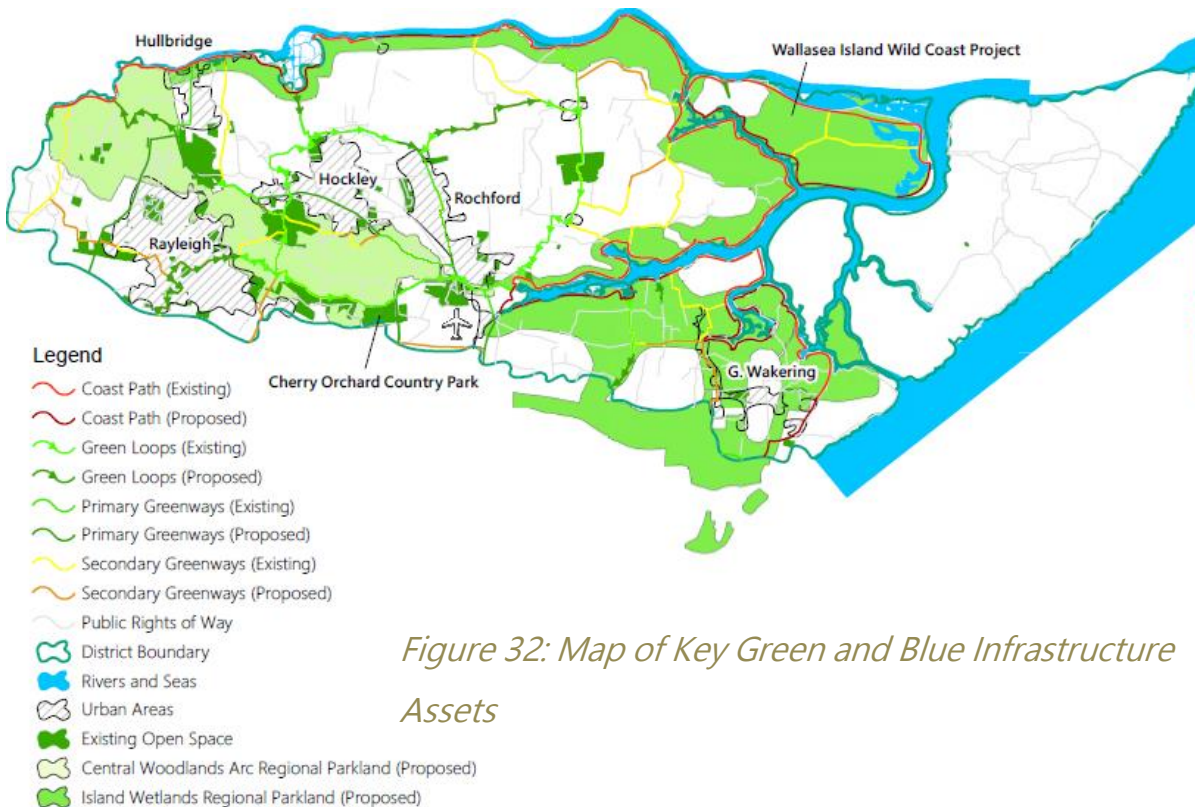 Hullbridge
Wallasea Island Wild Coast Project
Hockley
Rochford
Rayleigh
Cherry Orchard Country Park
G. Wakering
Legend
Coast Path (Existing)
Coast Path (Proposed)
Green Loops (Existing)
Green Loops (Proposed)
Primary Greenways (Existing)
Primary Greenways (Proposed)
Secondary Greenways (Existing)
Secondary Greenways (Proposed)
Public Rights of Way
District Boundary
Rivers and Seas
Urban Areas
Existing Open Space
Central Woodlands Arc Regional Parkland (Proposed)
Island Wetlands Regional Parkland (Proposed)
Figure 32: Map of Key Green and Blue Infrastructure
Assets